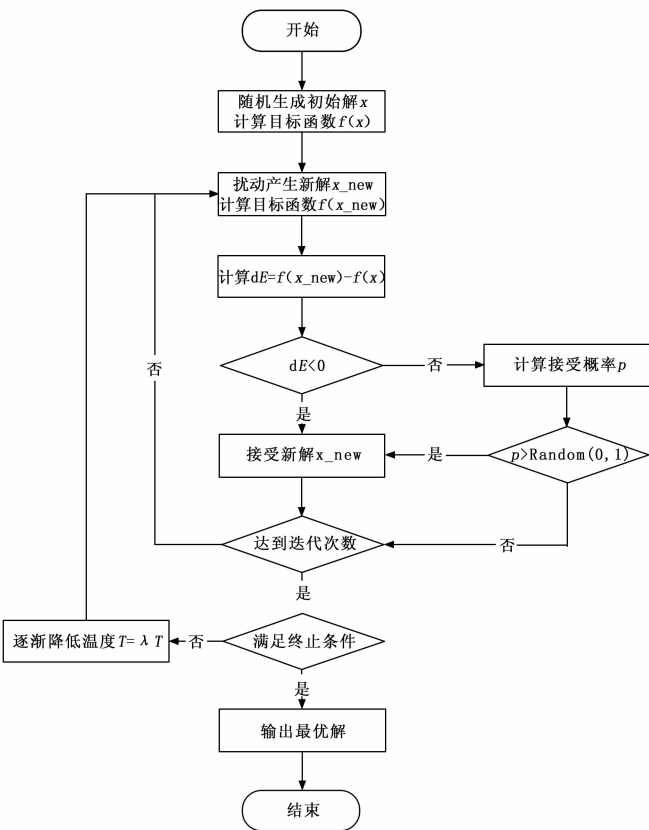 开始
随机生成初始解x
计算目标函数f(x)
扰动产生新解x_new
计算目标函数f(x_new)
计算dE=f(x_new)-f(x)
dE<0
否
计算接受概率p
否
是
接受新解x_new
是
p>Random(0,1)
达到迭代次数
否
是
逐渐降低温度T=λT
否
满足终止条件
是
输出最优解
结束